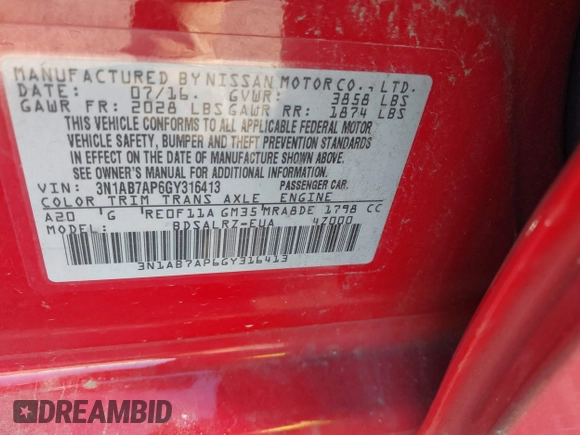 MANUFACTURED BY NISSAN MOTOR CO., LTD.
DATE: 07/16 GVWR: 3858 LBS
GAWR FR: 2028 LBS GAWR RR: 1874 LBS
THIS VEHICLE CONFORMS TO ALL APPLICABLE FEDERAL MOTOR
VEHICLE SAFETY, BUMPER AND THEFT PREVENTION STANDARDS
IN EFFECT ON THE DATE OF MANUFACTURE SHOWN ABOVE.
SEE OWNER'S MANUAL FOR ADDITIONAL INFORMATION.
VIN: 3N1AB7AP6GY316413 PASSENGER CAR.
COLOR TRIM TRANS AXLE ENGINE
A20 G RE0F11A GM35 MRA8DE 1798 CC
MODEL: BDSALRZ-EUA 4Z000
3N1AB7AP6GY316413
DREAMBID